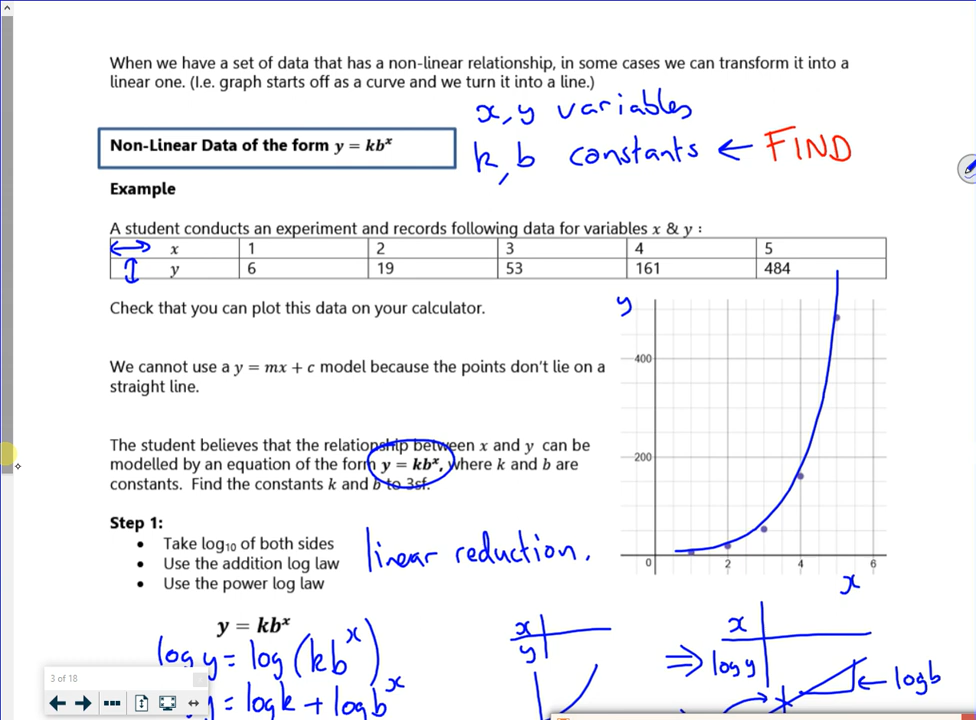 When we have a set of data that has a non-linear relationship, in some cases we can transform it into a
linear one. (I.e. graph starts off as a curve and we turn it into a line.)
x, y variables
Non-Linear Data of the form y = kbˣ
k, b constants ← FIND
Example
A student conducts an experiment and records following data for variables x & y :
x 1 2 3 4 5
y 6 19 53 161 484
Check that you can plot this data on your calculator.
y
400
We cannot use a y = mx + c model because the points don't lie on a
straight line.
200
The student believes that the relationship between x and y can be
modelled by an equation of the form y = kbˣ, where k and b are
constants. Find the constants k and b to 3sf.
0 2 4 6
x
Step 1:
• Take log₁₀ of both sides
• Use the addition log law
• Use the power log law
linear reduction.
y = kbˣ
log y = log (kbˣ)
x
y
x
⇒ log y
← log b
3 of 18
y = log k + log bˣ